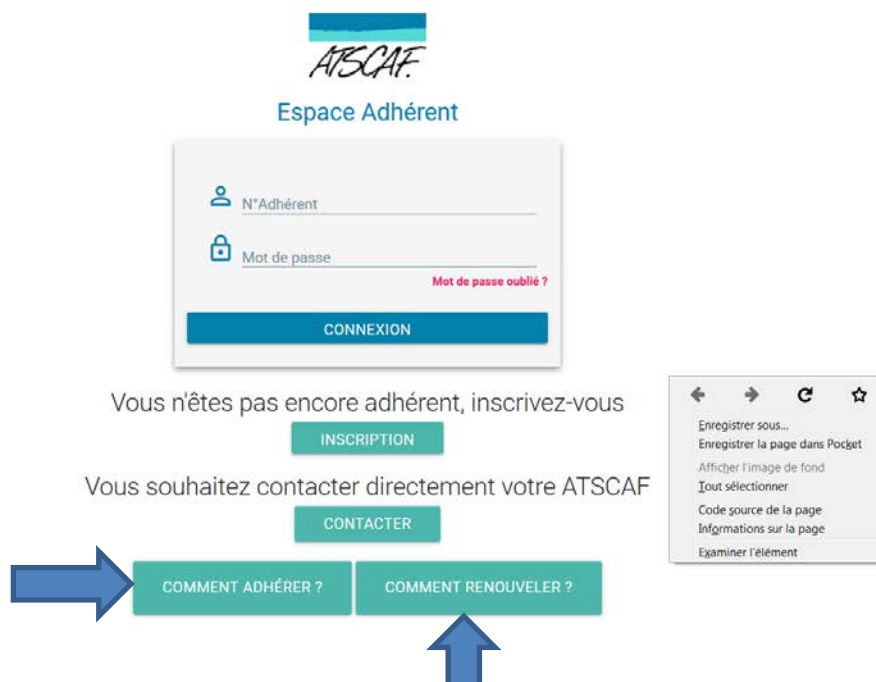 ATSCAF.
Espace Adhérent
N°Adhérent
Mot de passe
Mot de passe oublié ?
CONNEXION
Vous n'êtes pas encore adhérent, inscrivez-vous
INSCRIPTION
Vous souhaitez contacter directement votre ATSCAF
CONTACTER
COMMENT ADHÉRER ?
COMMENT RENOUVELER ?
Enregistrer sous...
Enregistrer la page dans Pocket
Afficher l'image de fond
Tout sélectionner
Code source de la page
Informations sur la page
Examiner l'élément